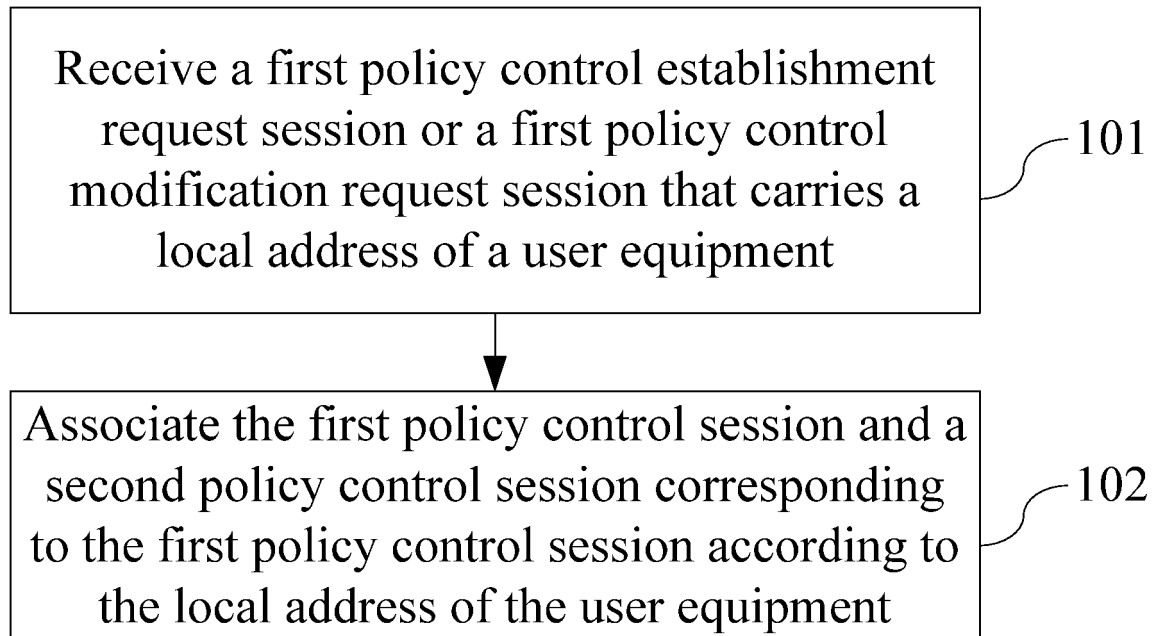 Receive a first policy control establishment
request session or a first policy control
modification request session that carries a
local address of a user equipment
101
Associate the first policy control session and a
second policy control session corresponding
to the first policy control session according to
the local address of the user equipment
102